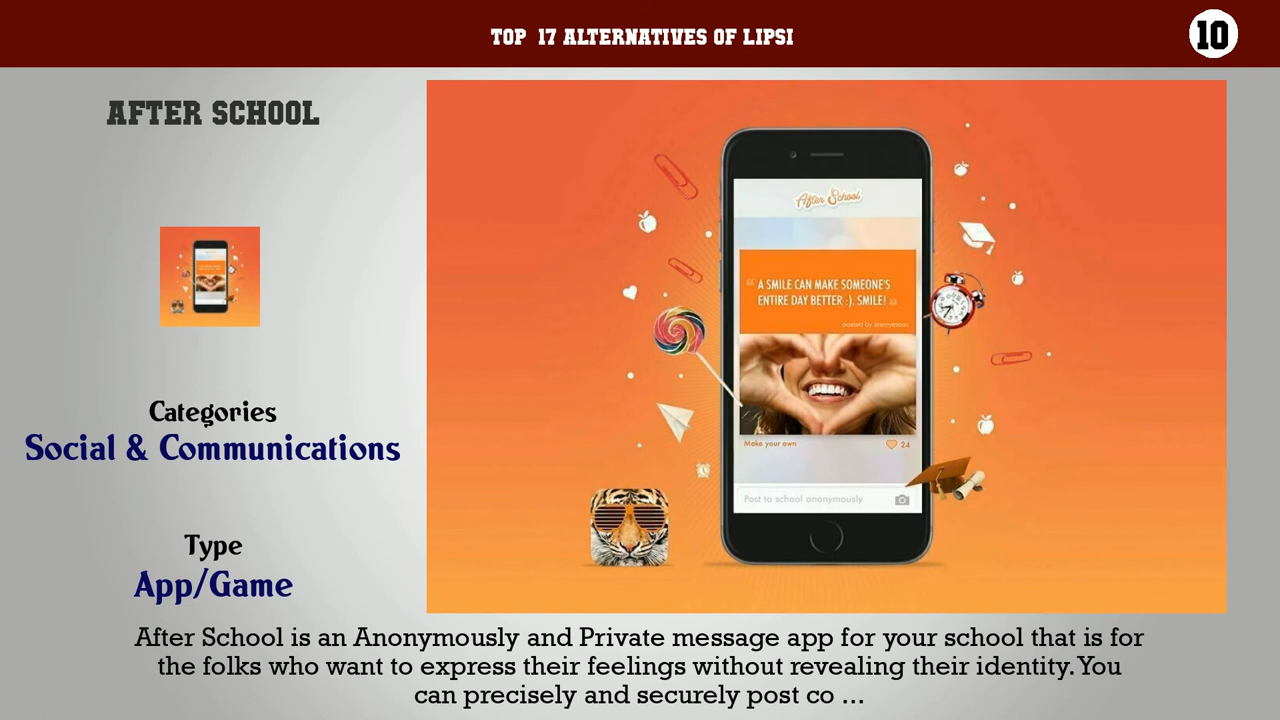 TOP 17 ALTERNATIVES OF LIPSI
10
AFTER SCHOOL
After School
“ A SMILE CAN MAKE SOMEONE'S
ENTIRE DAY BETTER :). SMILE! ”
posted by anonymous
Make your own
24
Post to school anonymously
Categories
Social & Communications
Type
App/Game
After School is an Anonymously and Private message app for your school that is for
the folks who want to express their feelings without revealing their identity. You
can precisely and securely post co ...